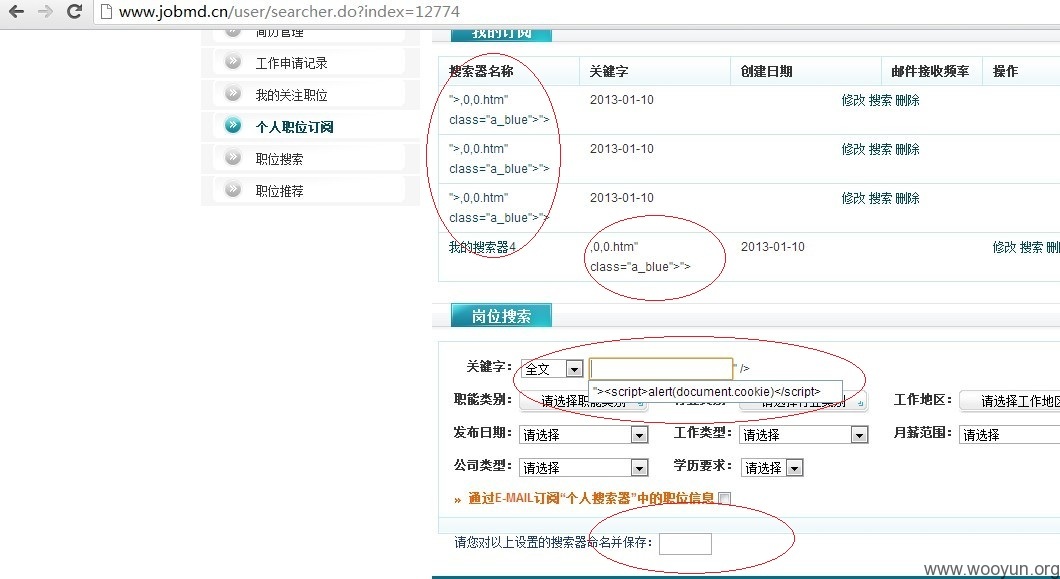 www.jobmd.cn/user/searcher.do?index=12774
简历管理
工作申请记录
我的关注职位
个人职位订阅
职位搜索
职位推荐
我的订阅
搜索器名称 关键字 创建日期 邮件接收频率 操作
">,0,0.htm" 2013-01-10 修改 搜索 删除
class="a_blue">">
">,0,0.htm" 2013-01-10 修改 搜索 删除
class="a_blue">">
">,0,0.htm" 2013-01-10 修改 搜索 删除
class="a_blue">">
我的搜索器4 ,0,0.htm" 2013-01-10 修改 搜索 删
class="a_blue">">
岗位搜索
关键字: 全文 " />
"><script>alert(document.cookie)</script>
职能类别: 请选择职能类别 请选择行业类别 工作地区: 请选择工作地区
发布日期: 请选择 工作类型: 请选择 月薪范围: 请选择
公司类型: 请选择 学历要求: 请选择
» 通过E-MAIL订阅“个人搜索器”中的职位信息
请您对以上设置的搜索器命名并保存:
www.wooyun.org